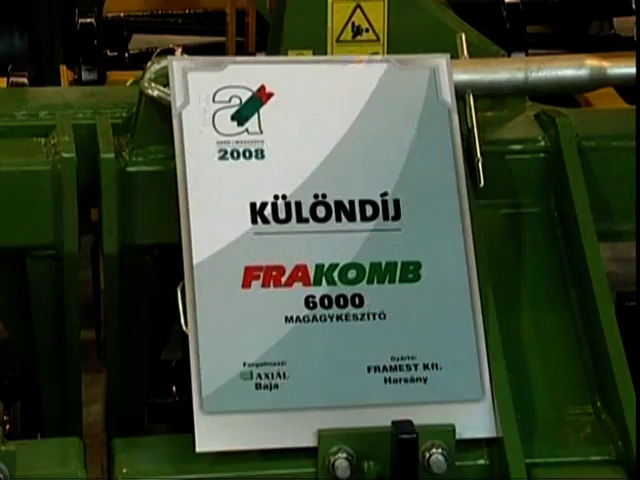 a
2008
KÜLÖNDÍJ
FRAKOMB
6000
MAGÁGYKÉSZÍTŐ
Forgalmazó:
AXIÁL
Baja
Gyártó:
FRAMEST Kft.
Harsány